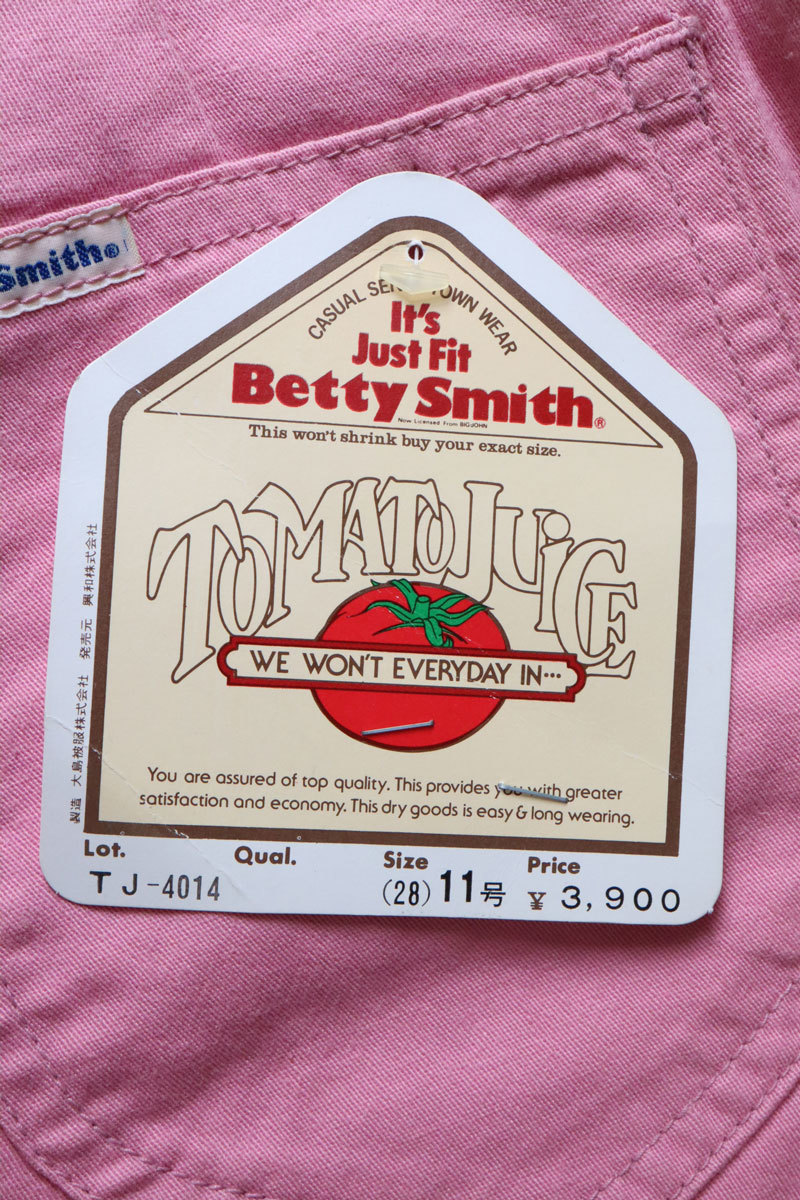 Smith®
CASUAL SEN TOWN WEAR
It's
Just Fit
Betty Smith®
Now Licensed From BIG JOHN
This won't shrink buy your exact size.
TOMATO JUICE
WE WON'T EVERYDAY IN…
You are assured of top quality. This provides you with greater
satisfaction and economy. This dry goods is easy & long wearing.
製造 大島被服株式会社 発売元 興和株式会社
Lot. Qual. Size Price
TJ-4014 (28) 11号 ¥ 3,900